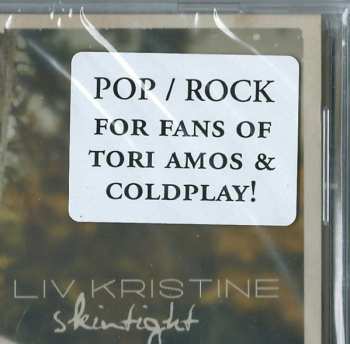 POP / ROCK
FOR FANS OF
TORI AMOS &
COLDPLAY!
LIV KRISTINE
skintight